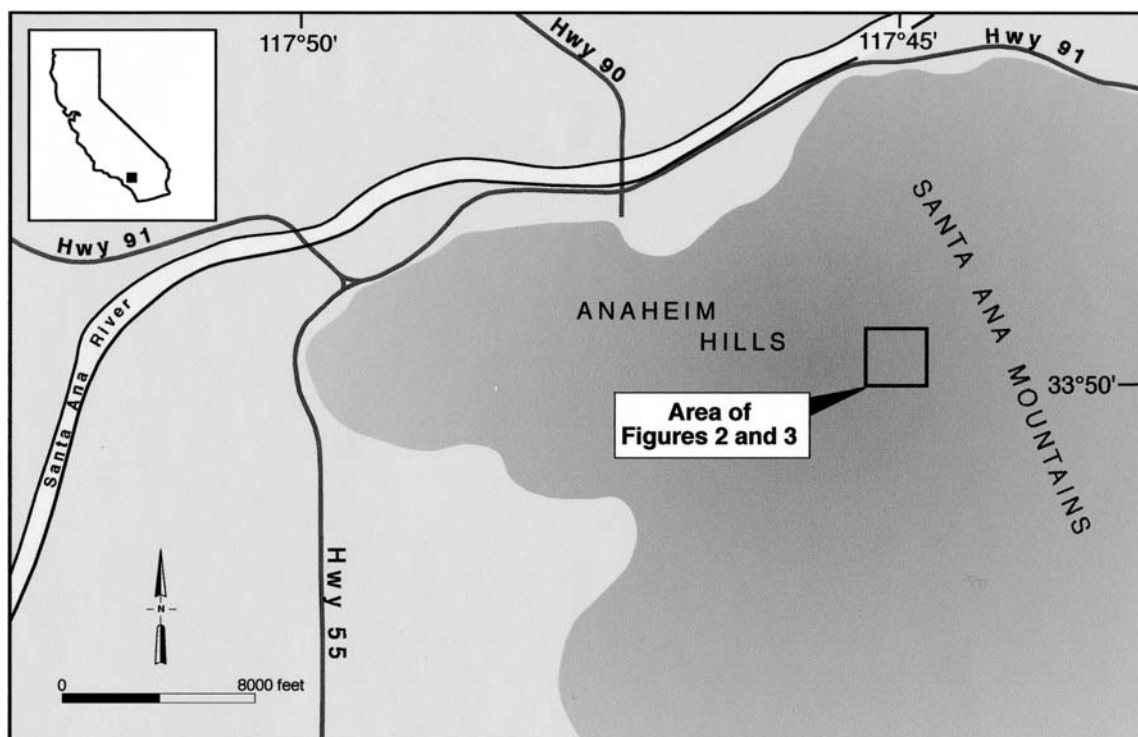 117°50'
117°45'
Hwy 90
Hwy 91
Hwy 91
Santa Ana River
SANTA ANA MOUNTAINS
ANAHEIM
HILLS
33°50'
Area of
Figures 2 and 3
Hwy 55
N
0 8000 feet